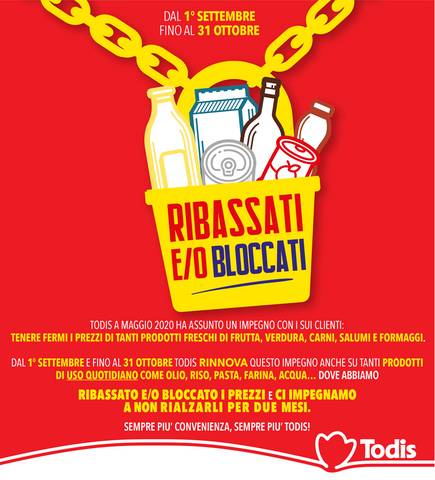 DAL 1° SETTEMBRE
FINO AL 31 OTTOBRE
RIBASSATI
E/O BLOCCATI
TODIS A MAGGIO 2020 HA ASSUNTO UN IMPEGNO CON I SUI CLIENTI:
TENERE FERMI I PREZZI DI TANTI PRODOTTI FRESCHI DI FRUTTA, VERDURA, CARNI, SALUMI E FORMAGGI.
DAL 1° SETTEMBRE E FINO AL 31 OTTOBRE TODIS RINNOVA QUESTO IMPEGNO ANCHE SU TANTI PRODOTTI
DI USO QUOTIDIANO COME OLIO, RISO, PASTA, FARINA, ACQUA... DOVE ABBIAMO
RIBASSATO E/O BLOCCATO I PREZZI E CI IMPEGNAMO
A NON RIALZARLI PER DUE MESI.
SEMPRE PIU' CONVENIENZA, SEMPRE PIU' TODIS!
Todis